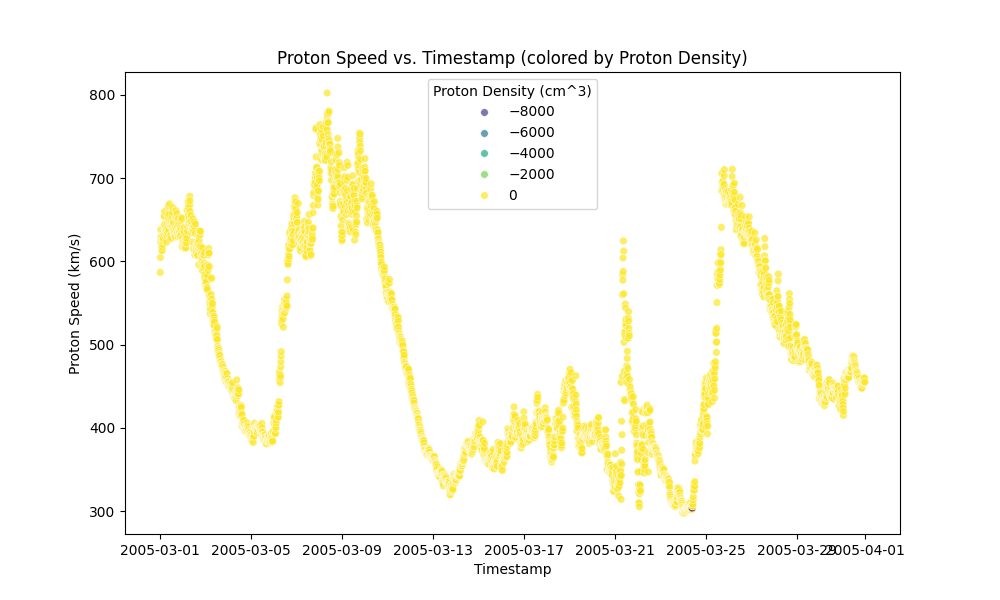 Proton Speed vs. Timestamp (colored by Proton Density)
Proton Density (cm^3)
−8000
−6000
−4000
−2000
0
Proton Speed (km/s)
800
700
600
500
400
300
2005-03-01 2005-03-05 2005-03-09 2005-03-13 2005-03-17 2005-03-21 2005-03-25 2005-03-29 2005-04-01
Timestamp